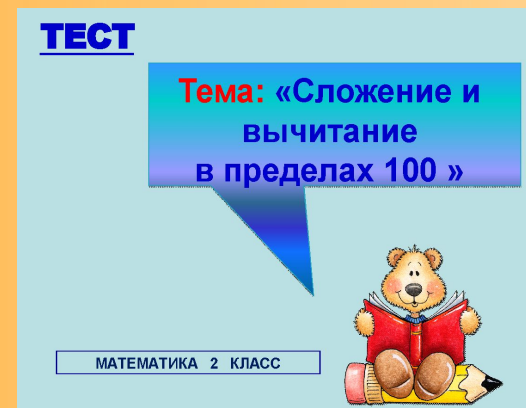 ТЕСТ
Тема: «Сложение и
вычитание
в пределах 100 »
МАТЕМАТИКА 2 КЛАСС